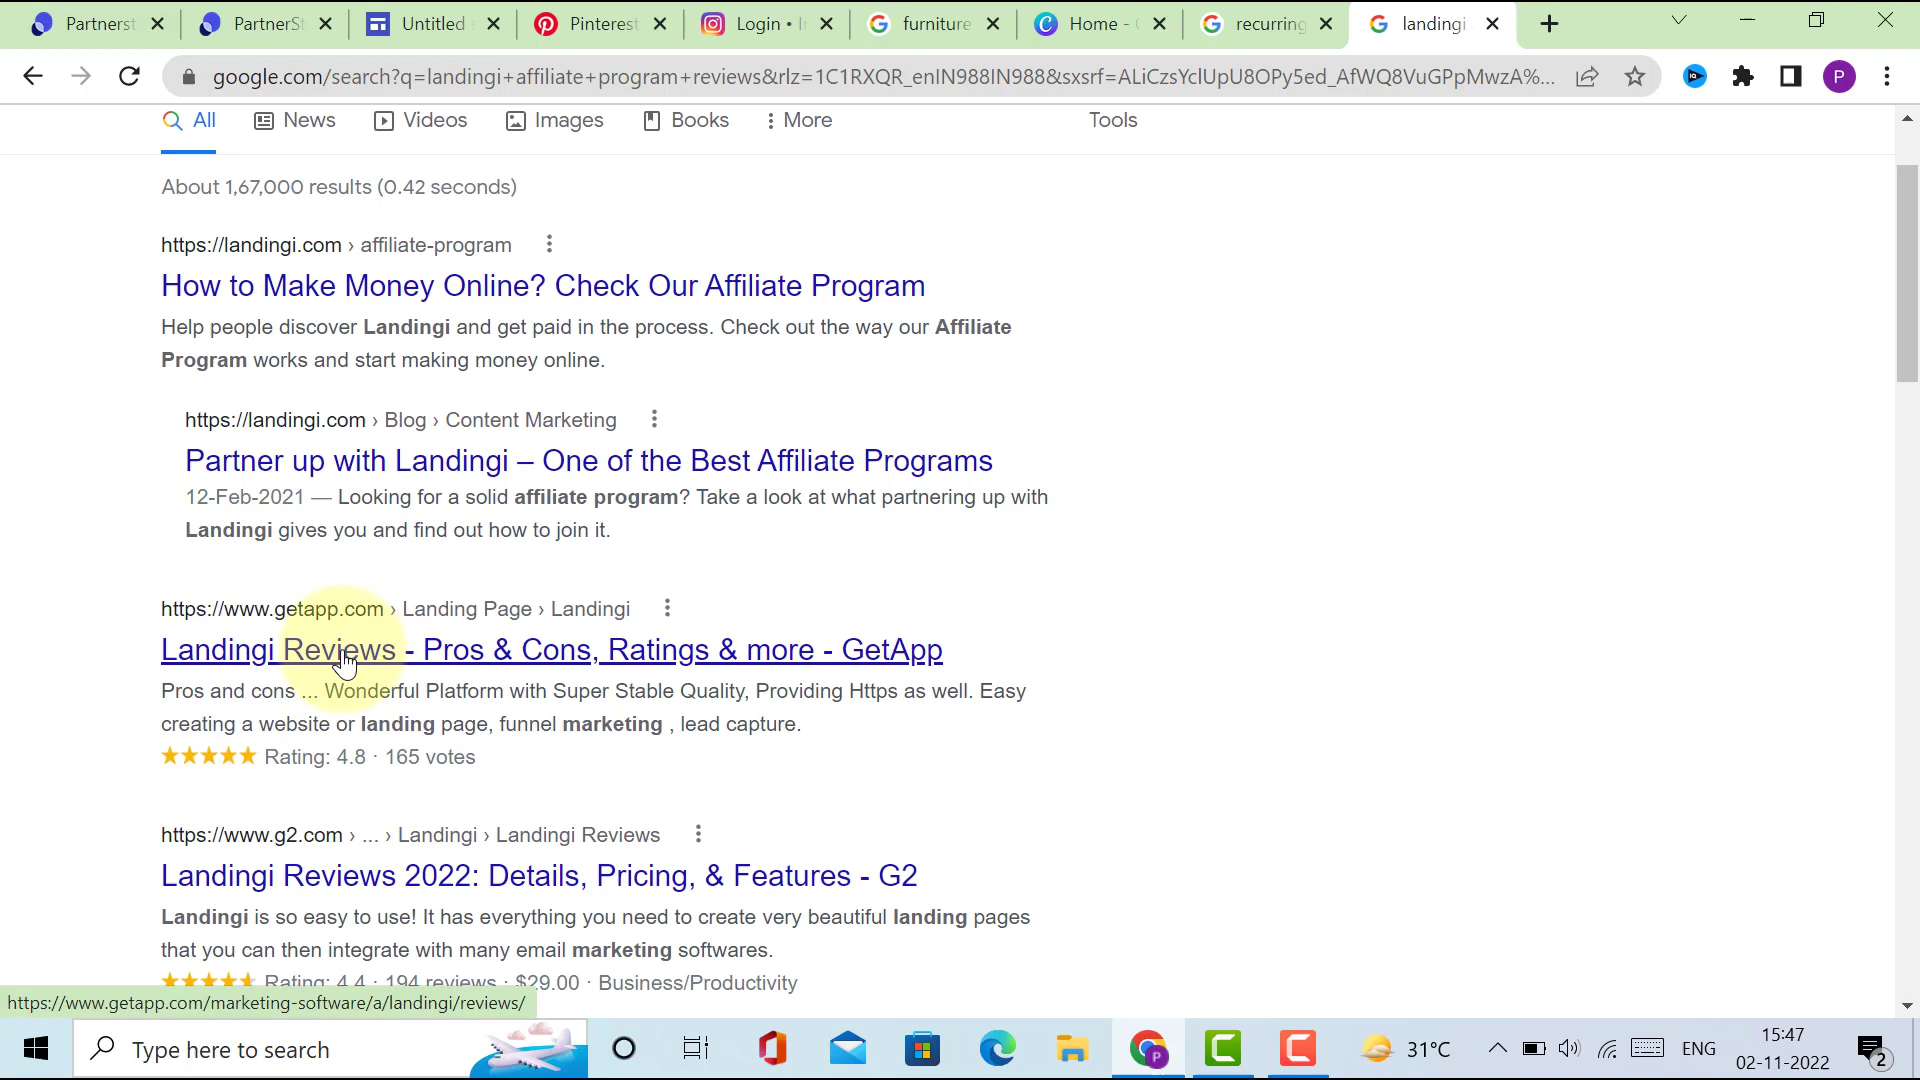 Partnerst
PartnerSt
Untitled
Pinterest
Login • I
furniture
Home -
recurring
landingi
google.com/search?q=landingi+affiliate+program+reviews&rlz=1C1RXQR_enIN988IN988&sxsrf=ALiCzsYclUpU8OPy5ed_AfWQ8VuGPpMwzA%...
P
All
News
Videos
Images
Books
More
Tools
About 1,67,000 results (0.42 seconds)
https://landingi.com › affiliate-program
How to Make Money Online? Check Our Affiliate Program
Help people discover Landingi and get paid in the process. Check out the way our Affiliate
Program works and start making money online.
https://landingi.com › Blog › Content Marketing
Partner up with Landingi – One of the Best Affiliate Programs
12-Feb-2021 — Looking for a solid affiliate program? Take a look at what partnering up with
Landingi gives you and find out how to join it.
https://www.getapp.com › Landing Page › Landingi
Landingi Reviews - Pros & Cons, Ratings & more - GetApp
Pros and cons ... Wonderful Platform with Super Stable Quality, Providing Https as well. Easy
creating a website or landing page, funnel marketing , lead capture.
Rating: 4.8 · 165 votes
https://www.g2.com › ... › Landingi › Landingi Reviews
Landingi Reviews 2022: Details, Pricing, & Features - G2
Landingi is so easy to use! It has everything you need to create very beautiful landing pages
that you can then integrate with many email marketing softwares.
Rating: 4.4 · 194 reviews · $29.00 · Business/Productivity
https://www.getapp.com/marketing-software/a/landingi/reviews/
Type here to search
P
31°C
ENG
15:47
02-11-2022
2